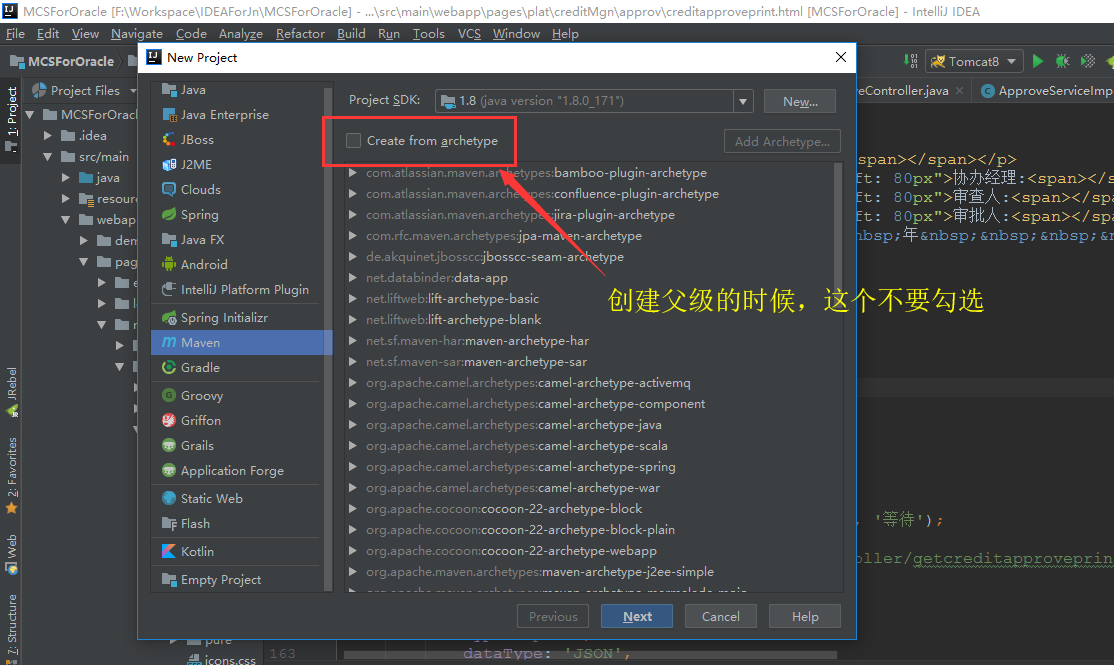 MCSForOracle [F:\Workspace\IDEAForJn\MCSForOracle] - ...\src\main\webapp\pages\plat\creditMgn\approv\creditapproveprint.html [MCSForOracle] - IntelliJ IDEA
File Edit View Navigate Code Analyze Refactor Build Run Tools VCS Window Help
MCSForOracle
Tomcat8
New Project
Project Files
1: Project
JRebel
2: Favorites
Web
7: Structure
MCSForOracl
.idea
src/main
java
resour
webap
den
pag
pure
icons.css
Java
Java Enterprise
JBoss
J2ME
Clouds
Spring
Java FX
Android
IntelliJ Platform Plugin
Spring Initializr
Maven
Gradle
Groovy
Griffon
Grails
Application Forge
Static Web
Flash
Kotlin
Empty Project
Project SDK: 1.8 (java version "1.8.0_171") New...
Create from archetype Add Archetype...
com.atlassian.maven.archetypes:bamboo-plugin-archetype
com.atlassian.maven.archetypes:confluence-plugin-archetype
com.atlassian.maven.archetypes:jira-plugin-archetype
com.rfc.maven.archetypes:jpa-maven-archetype
de.akquinet.jbosscc:jbosscc-seam-archetype
net.databinder:data-app
net.liftweb:lift-archetype-basic
net.liftweb:lift-archetype-blank
net.sf.maven-har:maven-archetype-har
net.sf.maven-sar:maven-archetype-sar
org.apache.camel.archetypes:camel-archetype-activemq
org.apache.camel.archetypes:camel-archetype-component
org.apache.camel.archetypes:camel-archetype-java
org.apache.camel.archetypes:camel-archetype-scala
org.apache.camel.archetypes:camel-archetype-spring
org.apache.camel.archetypes:camel-archetype-war
org.apache.cocoon:cocoon-22-archetype-block
org.apache.cocoon:cocoon-22-archetype-block-plain
org.apache.cocoon:cocoon-22-archetype-webapp
org.apache.maven.archetypes:maven-archetype-j2ee-simple
创建父级的时候，这个不要勾选
Previous Next Cancel Help
veController.java ApproveServiceImp
span></span></p>
ft: 80px">协办经理:<span></s
ft: 80px">审查人:<span></spa
ft: 80px">审批人:<span></spa
nbsp;年&nbsp;&nbsp;&nbsp;&n
, '等待');
oller/getcreditapproveprin
163
dataType: 'JSON',